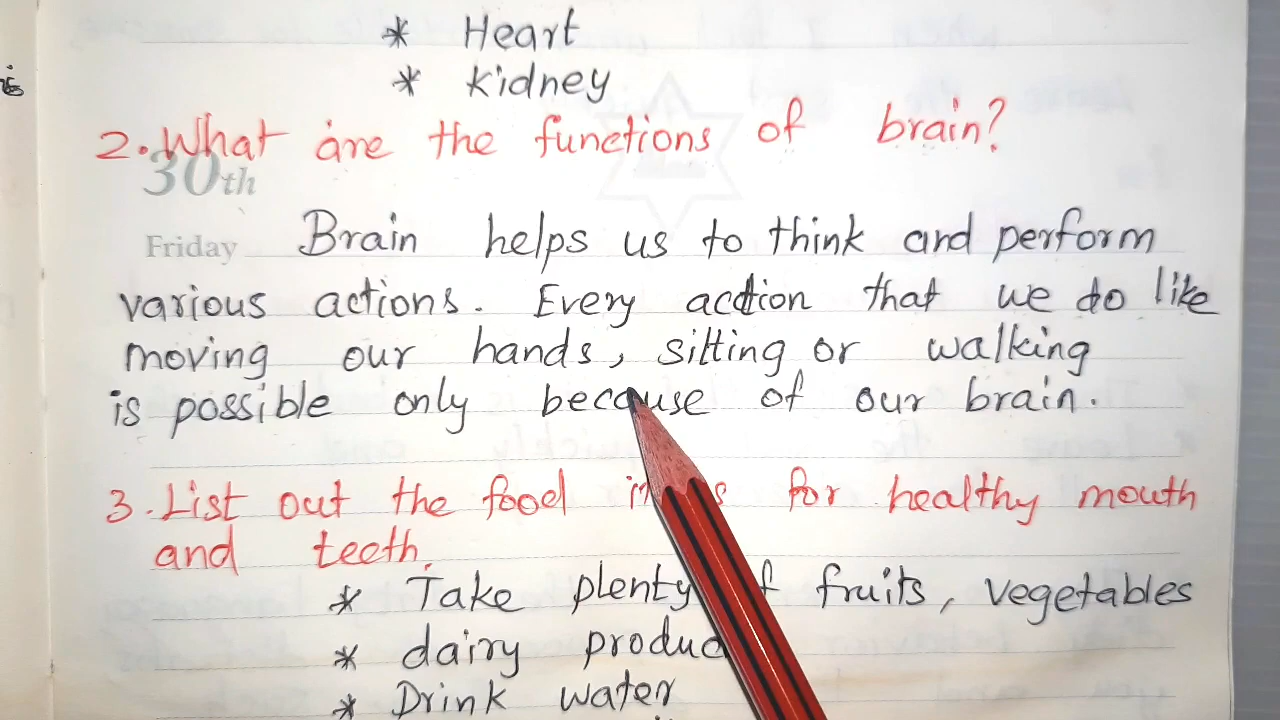 * Heart
* Kidney
2. What are the functions of brain?
30th
Friday
Brain helps us to think and perform
various actions. Every action that we do like
moving our hands, sitting or walking
is possible only because of our brain.
3. List out the food for healthy mouth
and teeth.
* Take plenty fruits, vegetables
* dairy
* Drink water